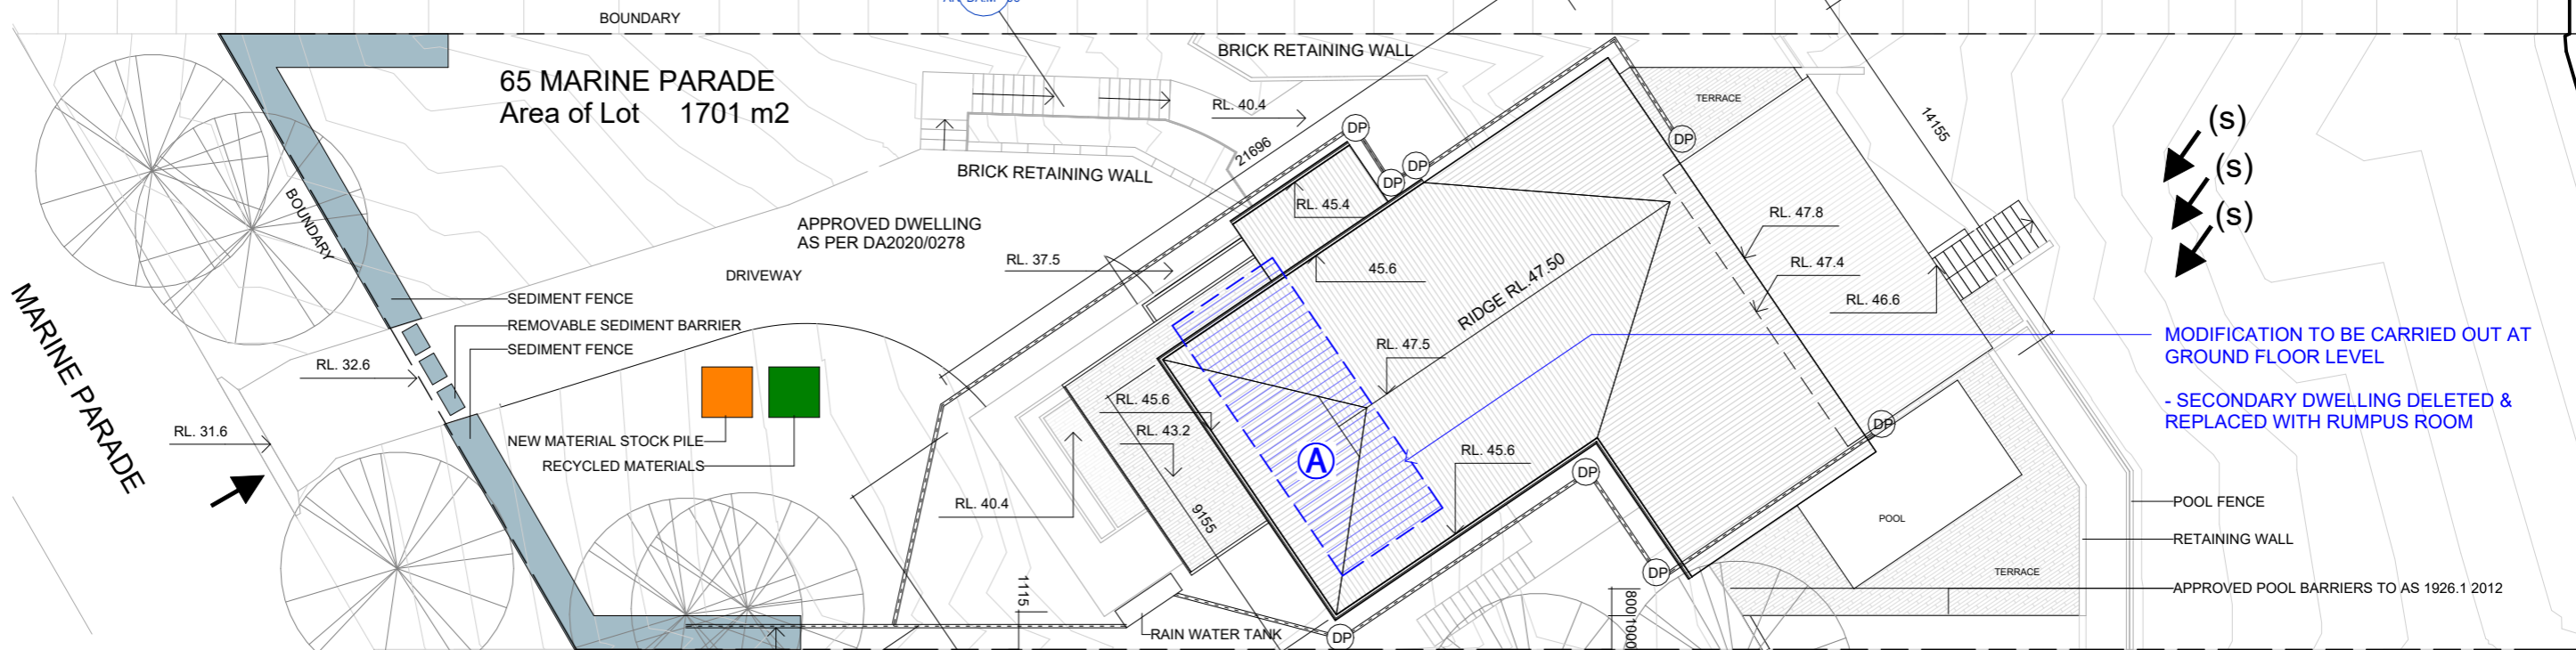 BOUNDARY
65 MARINE PARADE
Area of Lot 1701 m2
BRICK RETAINING WALL
RL. 40.4
TERRACE
DP
DP
DP
DP
14155
(s)
(s)
(s)
21696
BRICK RETAINING WALL
BOUNDARY
APPROVED DWELLING
AS PER DA2020/0278
RL. 45.4
RL. 47.8
RL. 37.5
45.6
RL. 47.4
DRIVEWAY
RIDGE RL.47.50
RL. 46.6
SEDIMENT FENCE
REMOVABLE SEDIMENT BARRIER
SEDIMENT FENCE
MARINE PARADE
RL. 32.6
RL. 47.5
MODIFICATION TO BE CARRIED OUT AT
GROUND FLOOR LEVEL
- SECONDARY DWELLING DELETED &
REPLACED WITH RUMPUS ROOM
RL. 45.6
RL. 43.2
RL. 31.6
NEW MATERIAL STOCK PILE
RECYCLED MATERIALS
A
RL. 45.6
DP
DP
RL. 40.4
9155
POOL
POOL FENCE
RETAINING WALL
DP
TERRACE
APPROVED POOL BARRIERS TO AS 1926.1 2012
1115
800
1000
RAIN WATER TANK
DP